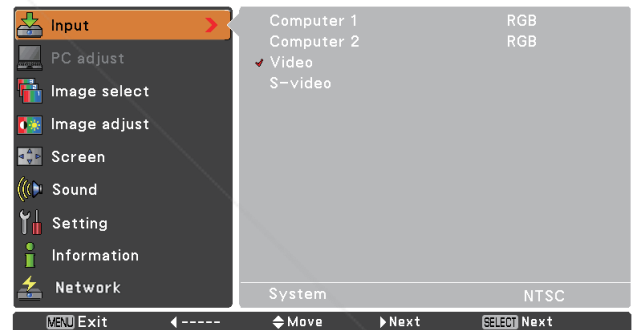 Input
PC adjust
Image select
Image adjust
Screen
Sound
Setting
Information
Network
Computer 1 RGB
Computer 2 RGB
Video
S-video
System NTSC
MENU Exit ----- Move Next SELECT Next